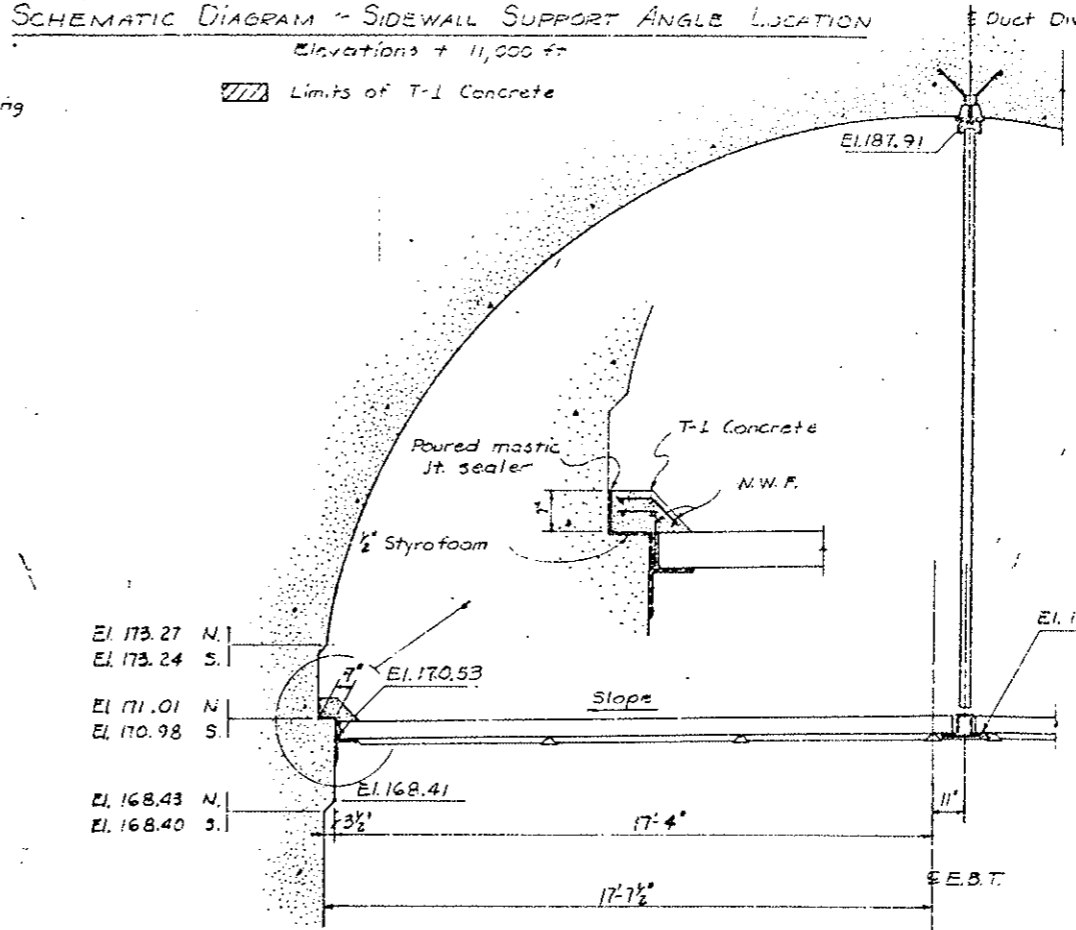 SCHEMATIC DIAGRAM ~ SIDEWALL SUPPORT ANGLE LOCATION
℄ Duct
Elevations + 11,000 ft
Limits of T-1 Concrete
El. 187.91
Poured mastic
Jt. sealer
T-1 Concrete
N.W.F.
7"
½" Styrofoam
El. 173.27 N.
El. 173.24 S.
7"
El. 170.53
El. 171.01 N
El. 170.98 S.
Slope
El. 168.43 N.
El. 168.40 S.
El. 168.41
3½"
17'-4"
11"
17'-7½"
℄ E.B.T.